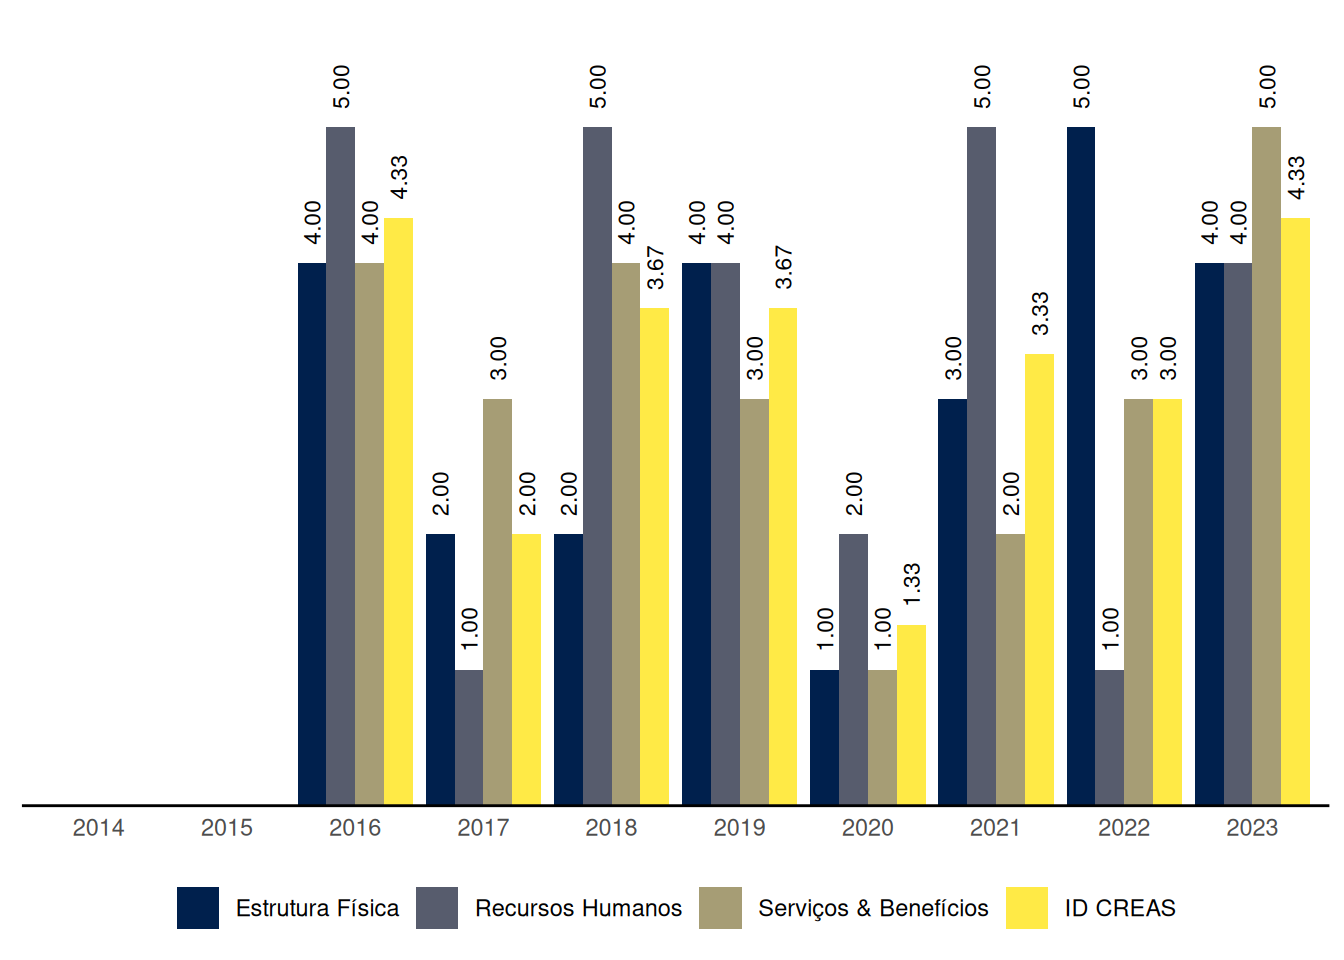 5.00 5.00 5.00 5.00 5.00
4.33 4.33
4.00 4.00 4.00 4.00 4.00 4.00 4.00
3.67 3.67
3.33
3.00 3.00 3.00 3.00 3.00
2.00 2.00 2.00 2.00 2.00
1.33
1.00 1.00 1.00 1.00
2014 2015 2016 2017 2018 2019 2020 2021 2022 2023
Estrutura Física Recursos Humanos Serviços & Benefícios ID CREAS